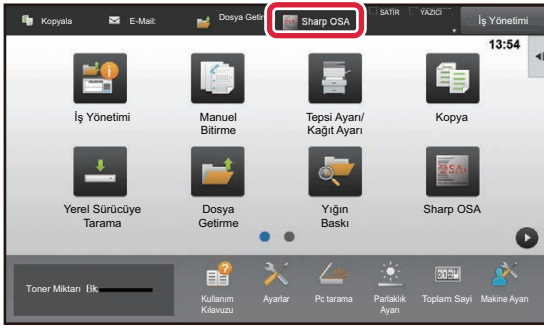 Kopyala E-Mail: Dosya Getir Sharp OSA SATIR YAZICI İş Yönetimi
13:54
İş Yönetimi
Manuel
Bitirme
Tepsi Ayarı/
Kağıt Ayarı
Kopya
Yerel Sürücüye
Tarama
Dosya
Getirme
Yığın
Baskı
Sharp OSA
Toner Miktarı Bk
Kullanım
Kılavuzu
Ayarlar
Pc tarama
Parlaklık
Ayarı
Toplam Sayi
Makine Ayarı